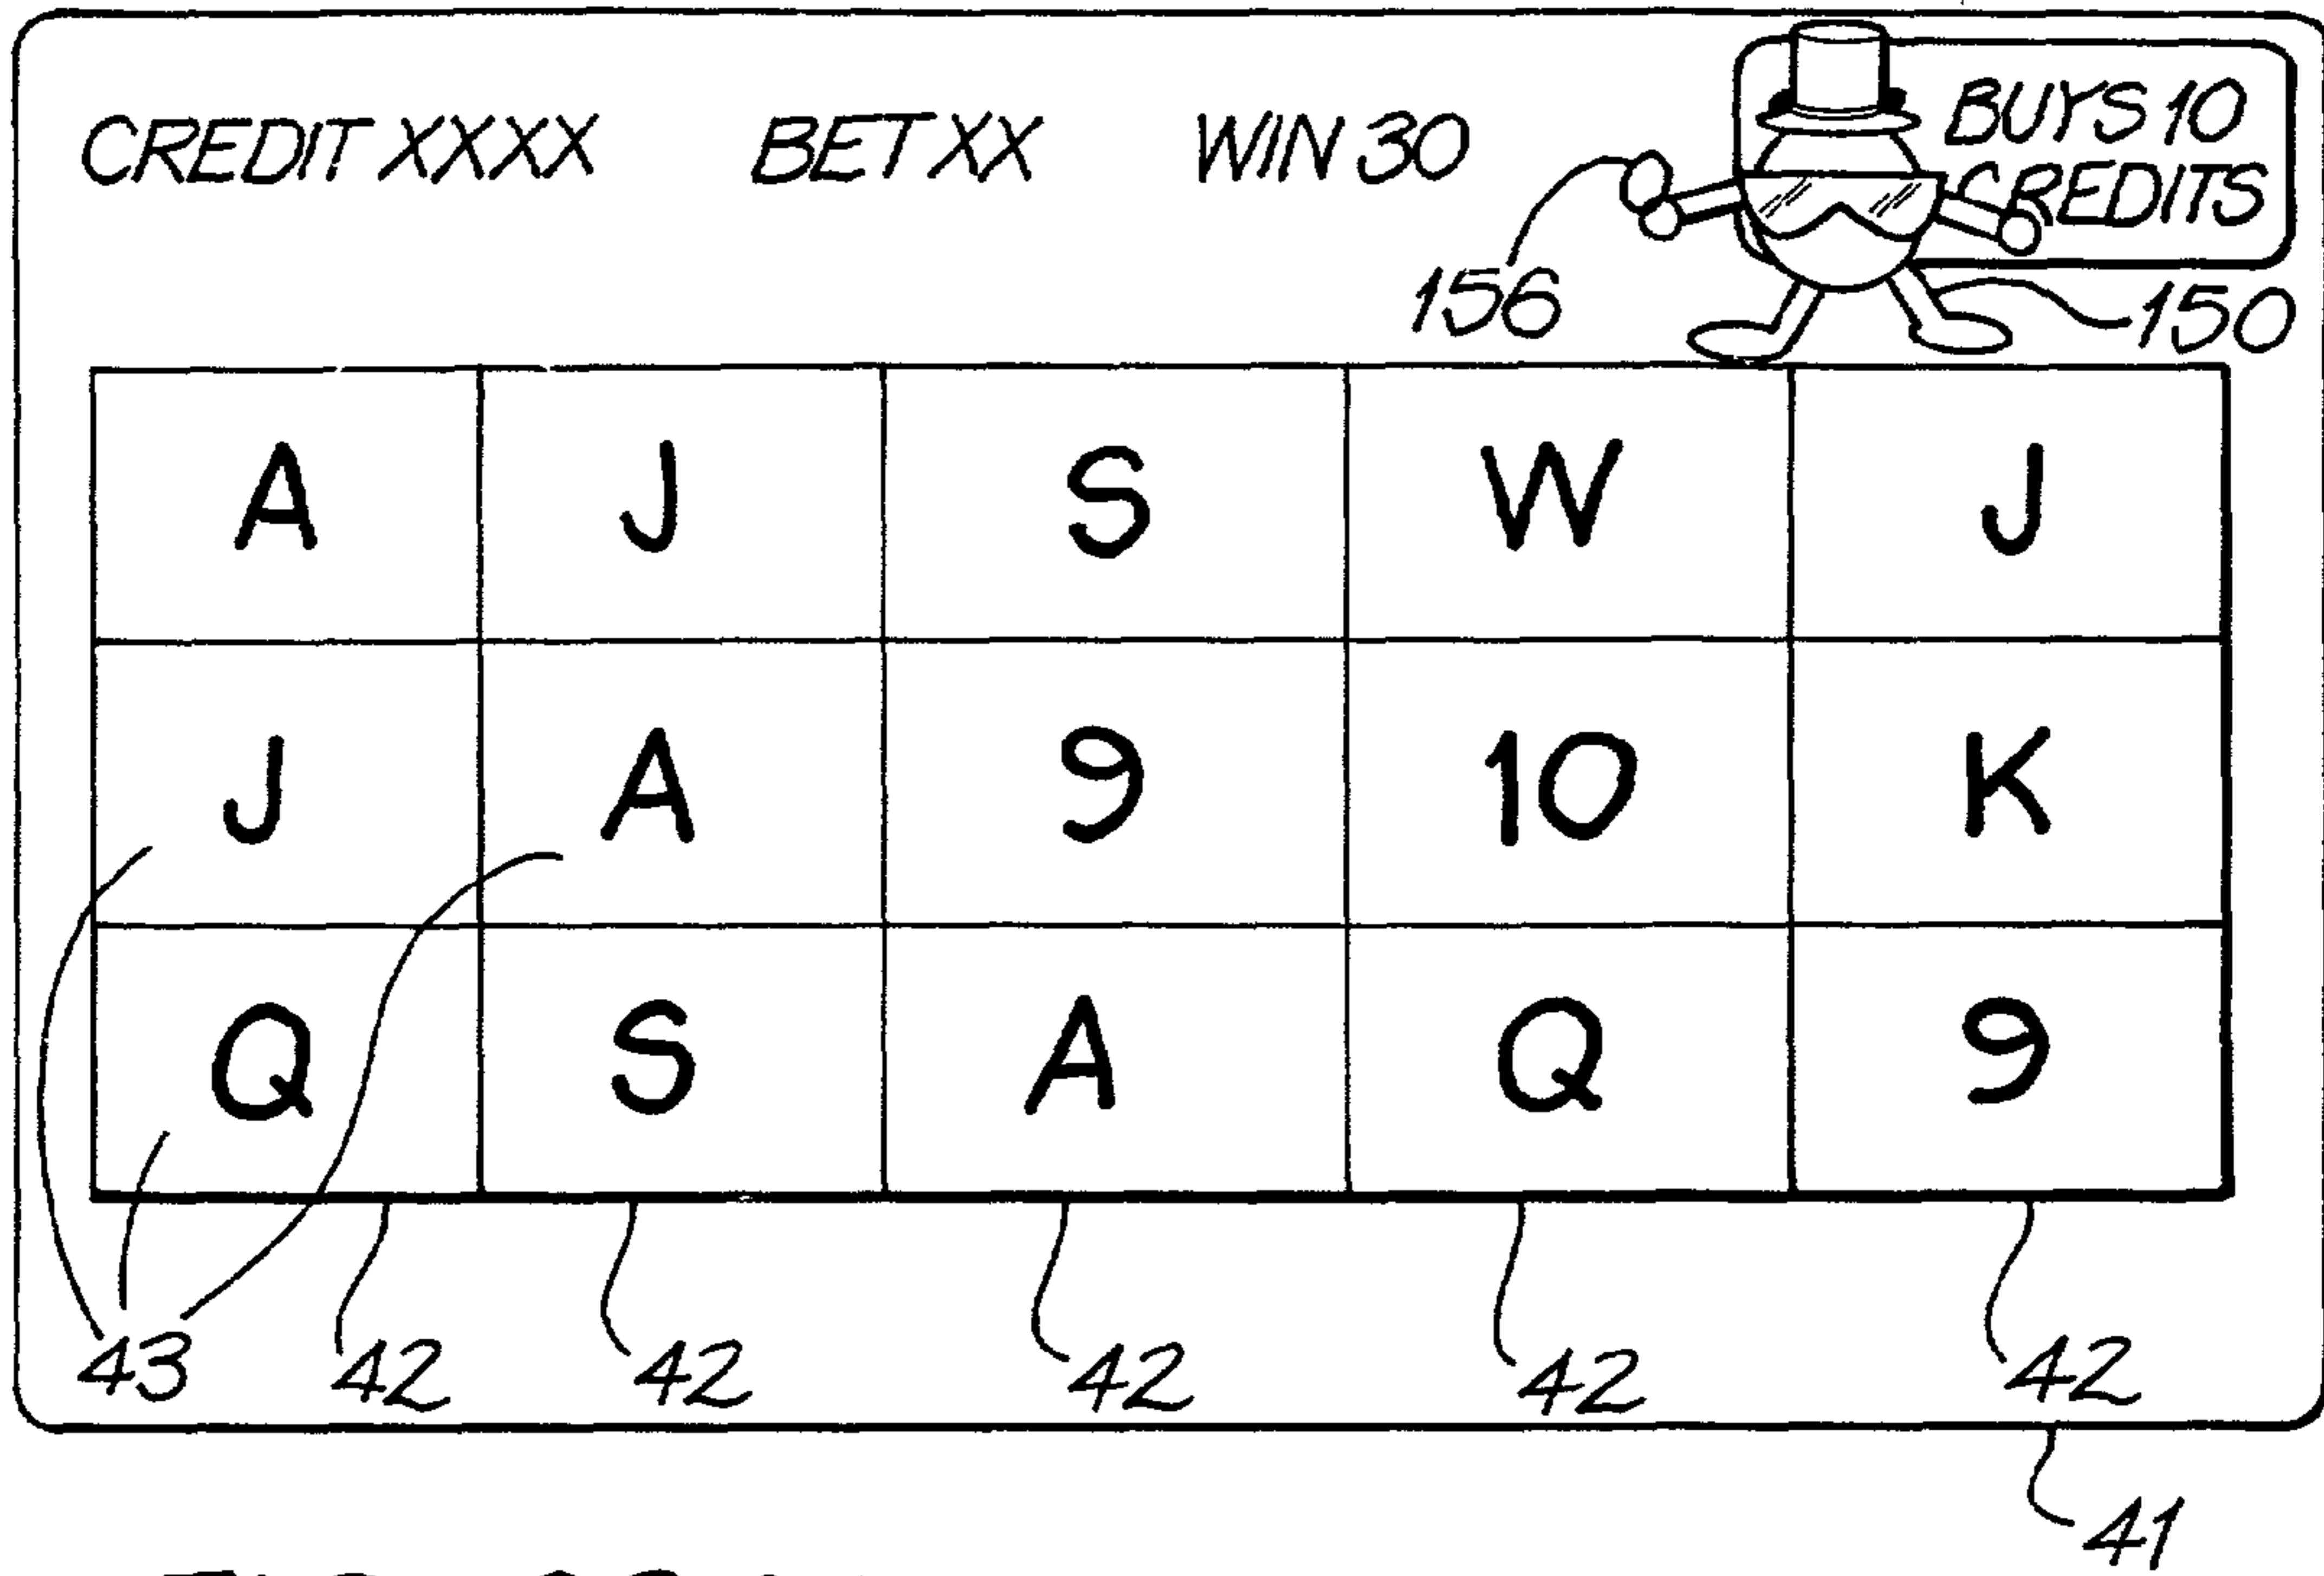 CREDIT XXXX BET XX WIN 30 BUYS 10
CREDITS
156
150
A J S W J
J A 9 10 K
Q S A Q 9
43 42 42 42 42 42
41